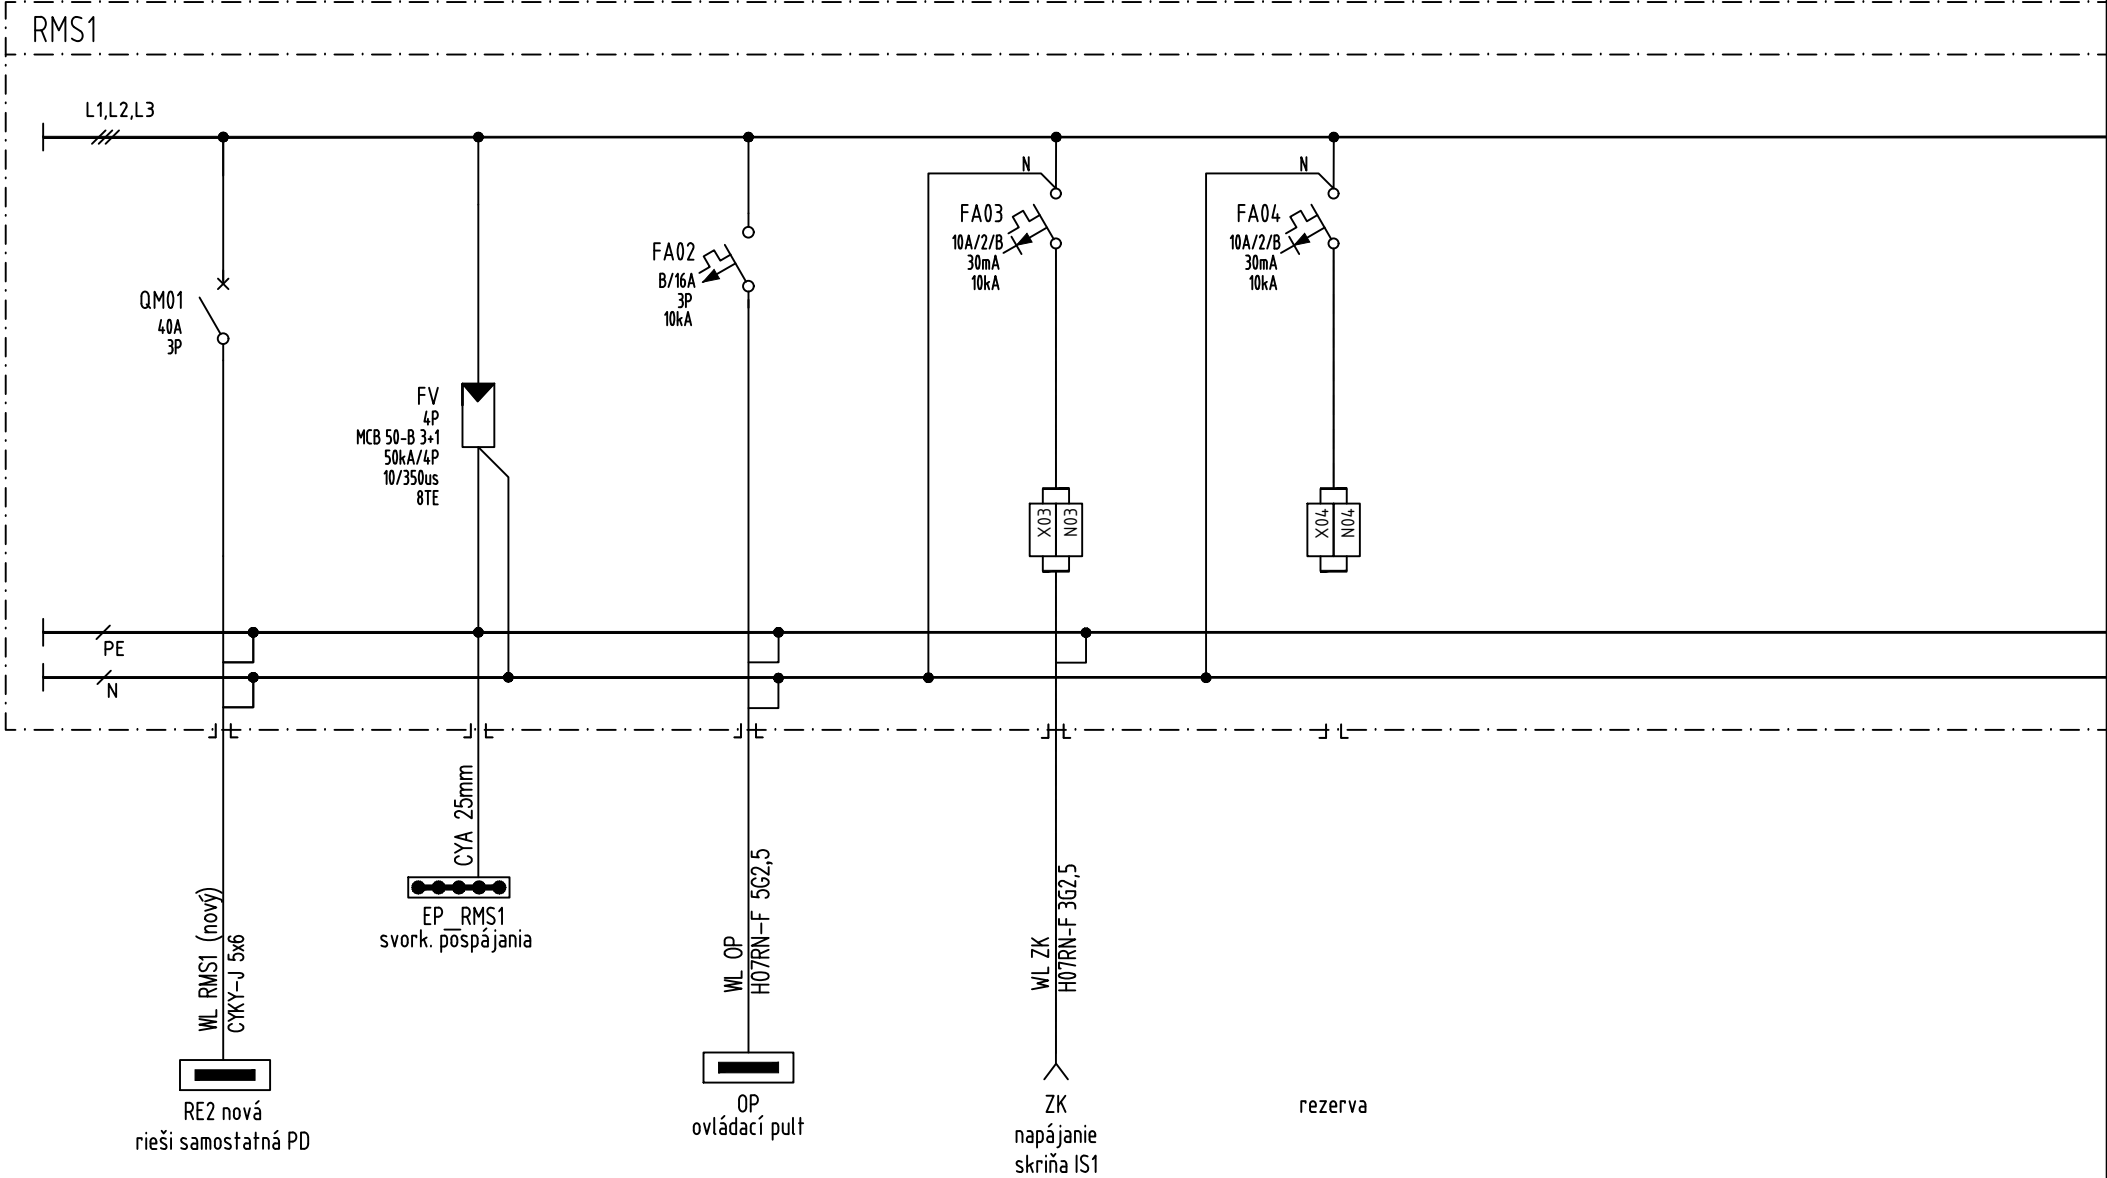 RMS1
L1,L2,L3
QM01
40A
3P
FV
4P
MCB 50-B 3+1
50kA/4P
10/350us
8TE
FA02
B/16A
3P
10kA
N
FA03
10A/2/B
30mA
10kA
N
FA04
10A/2/B
30mA
10kA
X03
N03
X04
N04
PE
N
WL RMS1 (nový)
CYKY-J 5x6
CYA 25mm
WL OP
H07RN-F 5G2,5
WL ZK
H07RN-F 3G2,5
EP_RMS1
svork. pospájania
RE2 nová
rieši samostatná PD
OP
ovládací pult
ZK
napájanie
skriňa IS1
rezerva